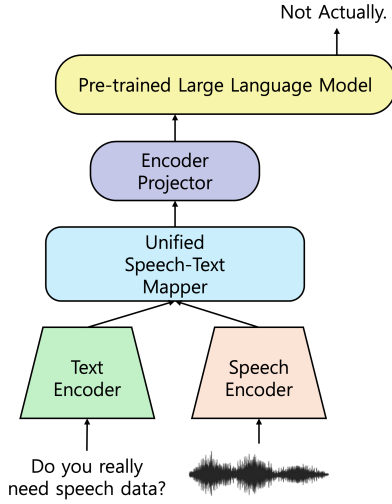 Not Actually.
Pre-trained Large Language Model
Encoder
Projector
Unified
Speech-Text
Mapper
Text
Encoder
Speech
Encoder
Do you really
need speech data?